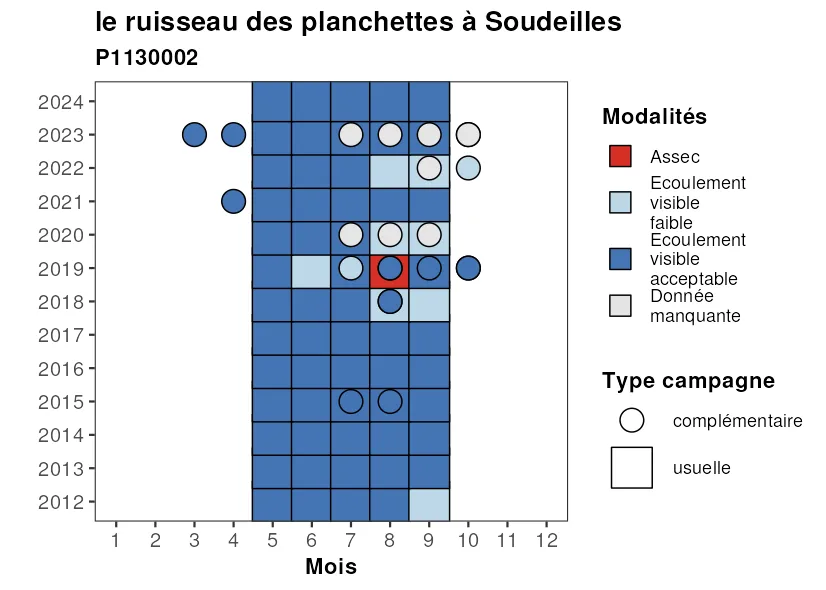 le ruisseau des planchettes à Soudeilles
P1130002
2024
2023
2022
2021
2020
2019
2018
2017
2016
2015
2014
2013
2012
1 2 3 4 5 6 7 8 9 10 11 12
Mois
Modalités
Assec
Ecoulement
visible
faible
Ecoulement
visible
acceptable
Donnée
manquante
Type campagne
complémentaire
usuelle